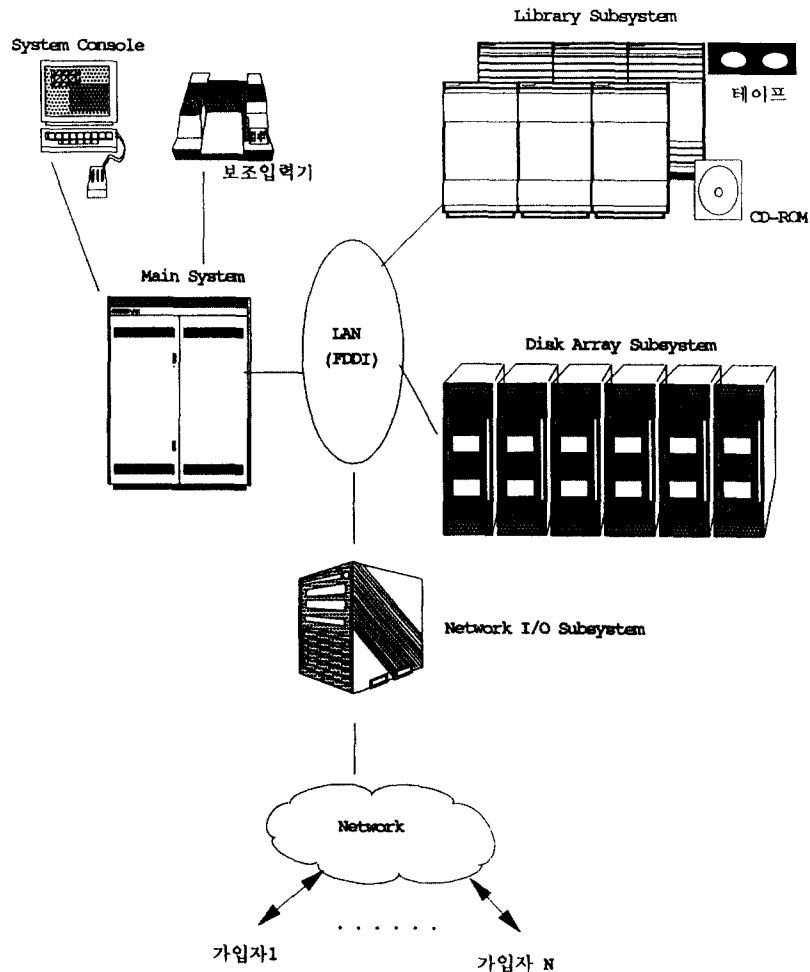 Library Subsystem
System Console
테이프
보조입력기
CD-ROM
Main System
LAN
(FDDI)
Disk Array Subsystem
Network I/O Subsystem
Network
. . . . . .
가입자1
가입자 N